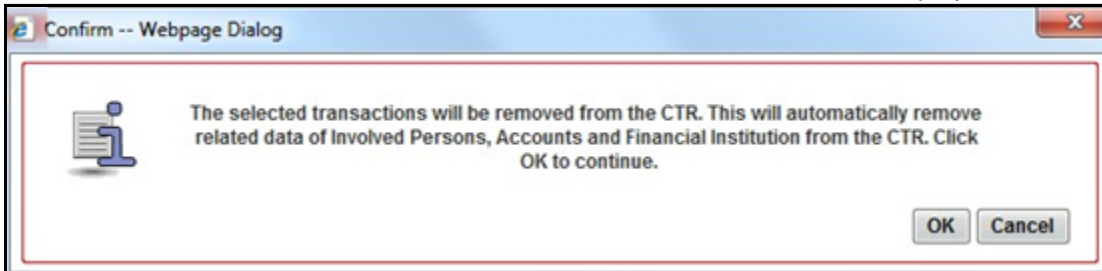 Confirm -- Webpage Dialog
The selected transactions will be removed from the CTR. This will automatically remove
related data of Involved Persons, Accounts and Financial Institution from the CTR. Click
OK to continue.
OK Cancel